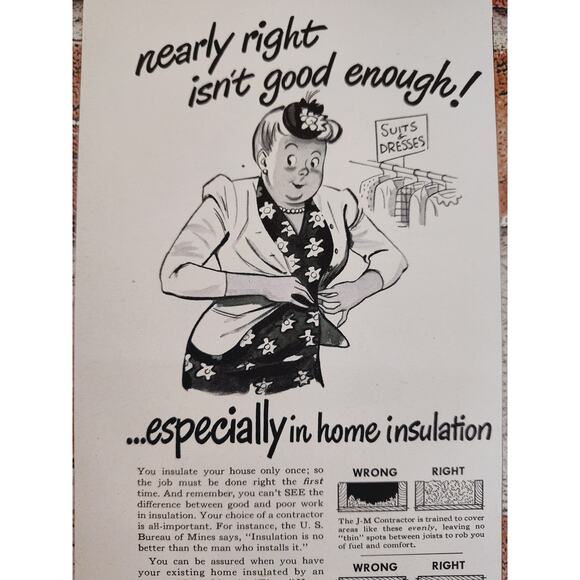 nearly right
isn't good enough!
SUITS
&
DRESSES
...especially in home insulation
You insulate your house only once; so
the job must be done right the first
time. And remember, you can't SEE the
difference between good and poor work
in insulation. Your choice of a contractor
is all-important. For instance, the U. S.
Bureau of Mines says, "Insulation is no
better than the man who installs it."
You can be assured when you have
your existing home insulated by an
WRONG RIGHT
The J-M Contractor is trained to cover
areas like these evenly, leaving no
"thin" spots between joists to rob you
of fuel and comfort.
WRONG RIGHT